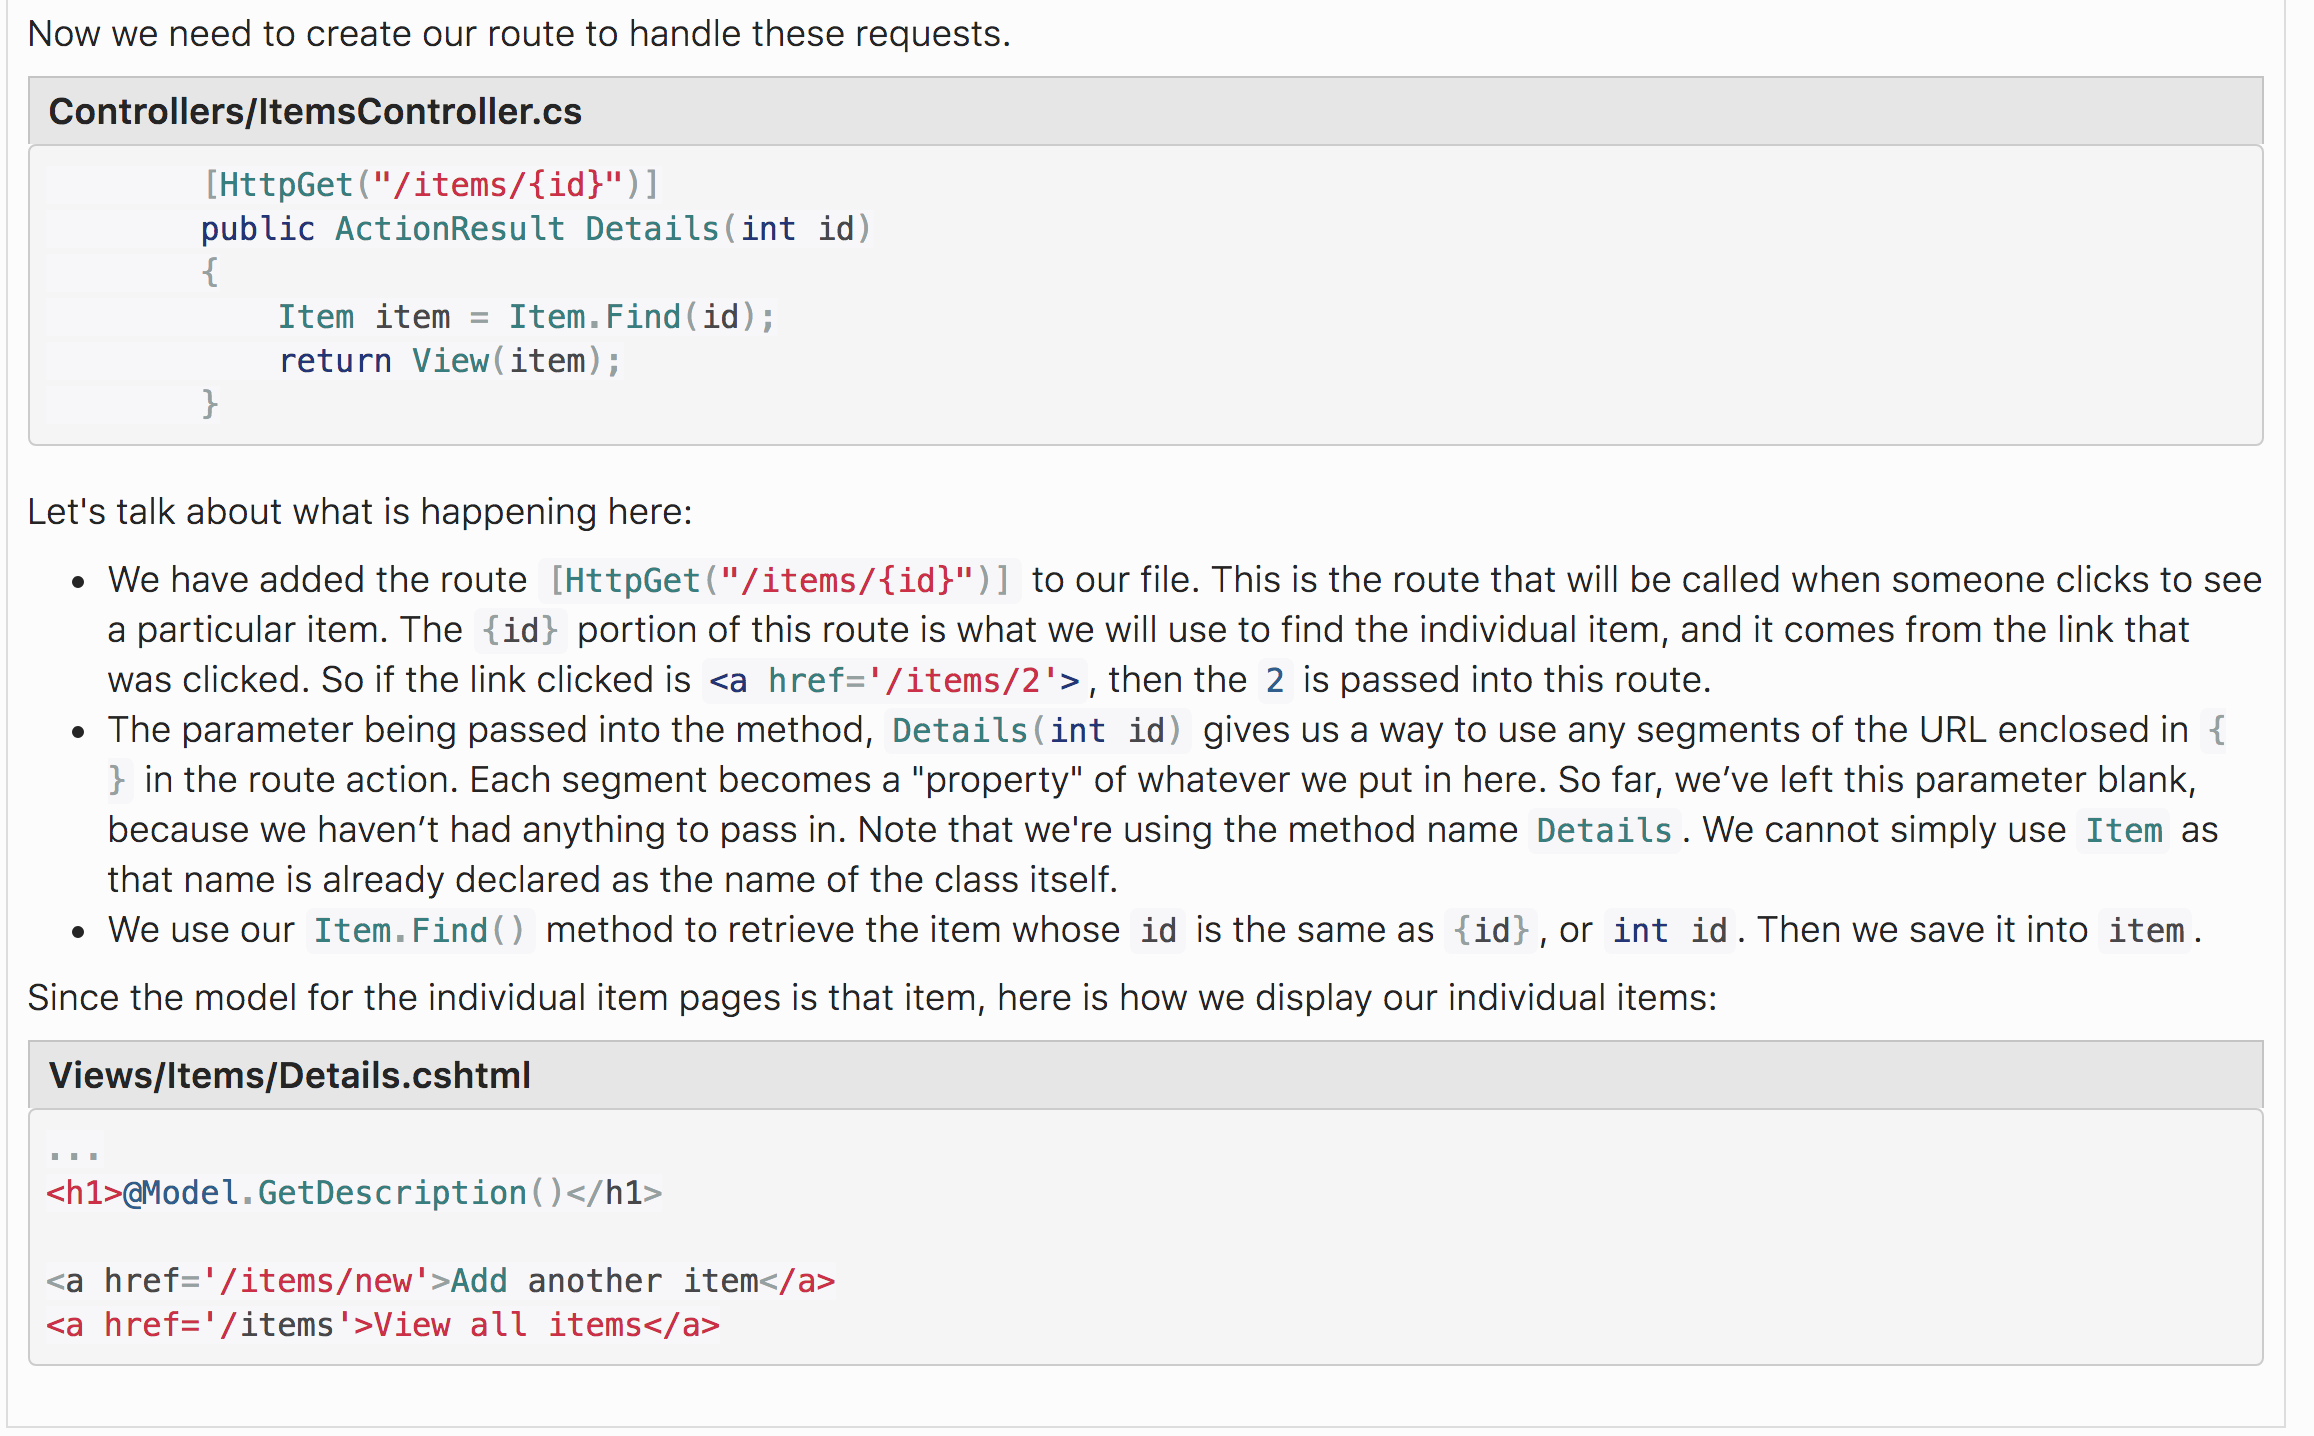 Now we need to create our route to handle these requests.
Controllers/ItemsController.cs
[HttpGet("/items/{id}")]
public ActionResult Details(int id)
{
Item item = Item.Find(id);
return View(item);
}
Let's talk about what is happening here:
• We have added the route [HttpGet("/items/{id}")] to our file. This is the route that will be called when someone clicks to see
a particular item. The {id} portion of this route is what we will use to find the individual item, and it comes from the link that
was clicked. So if the link clicked is <a href='/items/2'>, then the 2 is passed into this route.
• The parameter being passed into the method, Details(int id) gives us a way to use any segments of the URL enclosed in {
} in the route action. Each segment becomes a "property" of whatever we put in here. So far, we’ve left this parameter blank,
because we haven’t had anything to pass in. Note that we're using the method name Details. We cannot simply use Item as
that name is already declared as the name of the class itself.
• We use our Item.Find() method to retrieve the item whose id is the same as {id}, or int id. Then we save it into item.
Since the model for the individual item pages is that item, here is how we display our individual items:
Views/Items/Details.cshtml
...
<h1>@Model.GetDescription()</h1>
<a href='/items/new'>Add another item</a>
<a href='/items'>View all items</a>